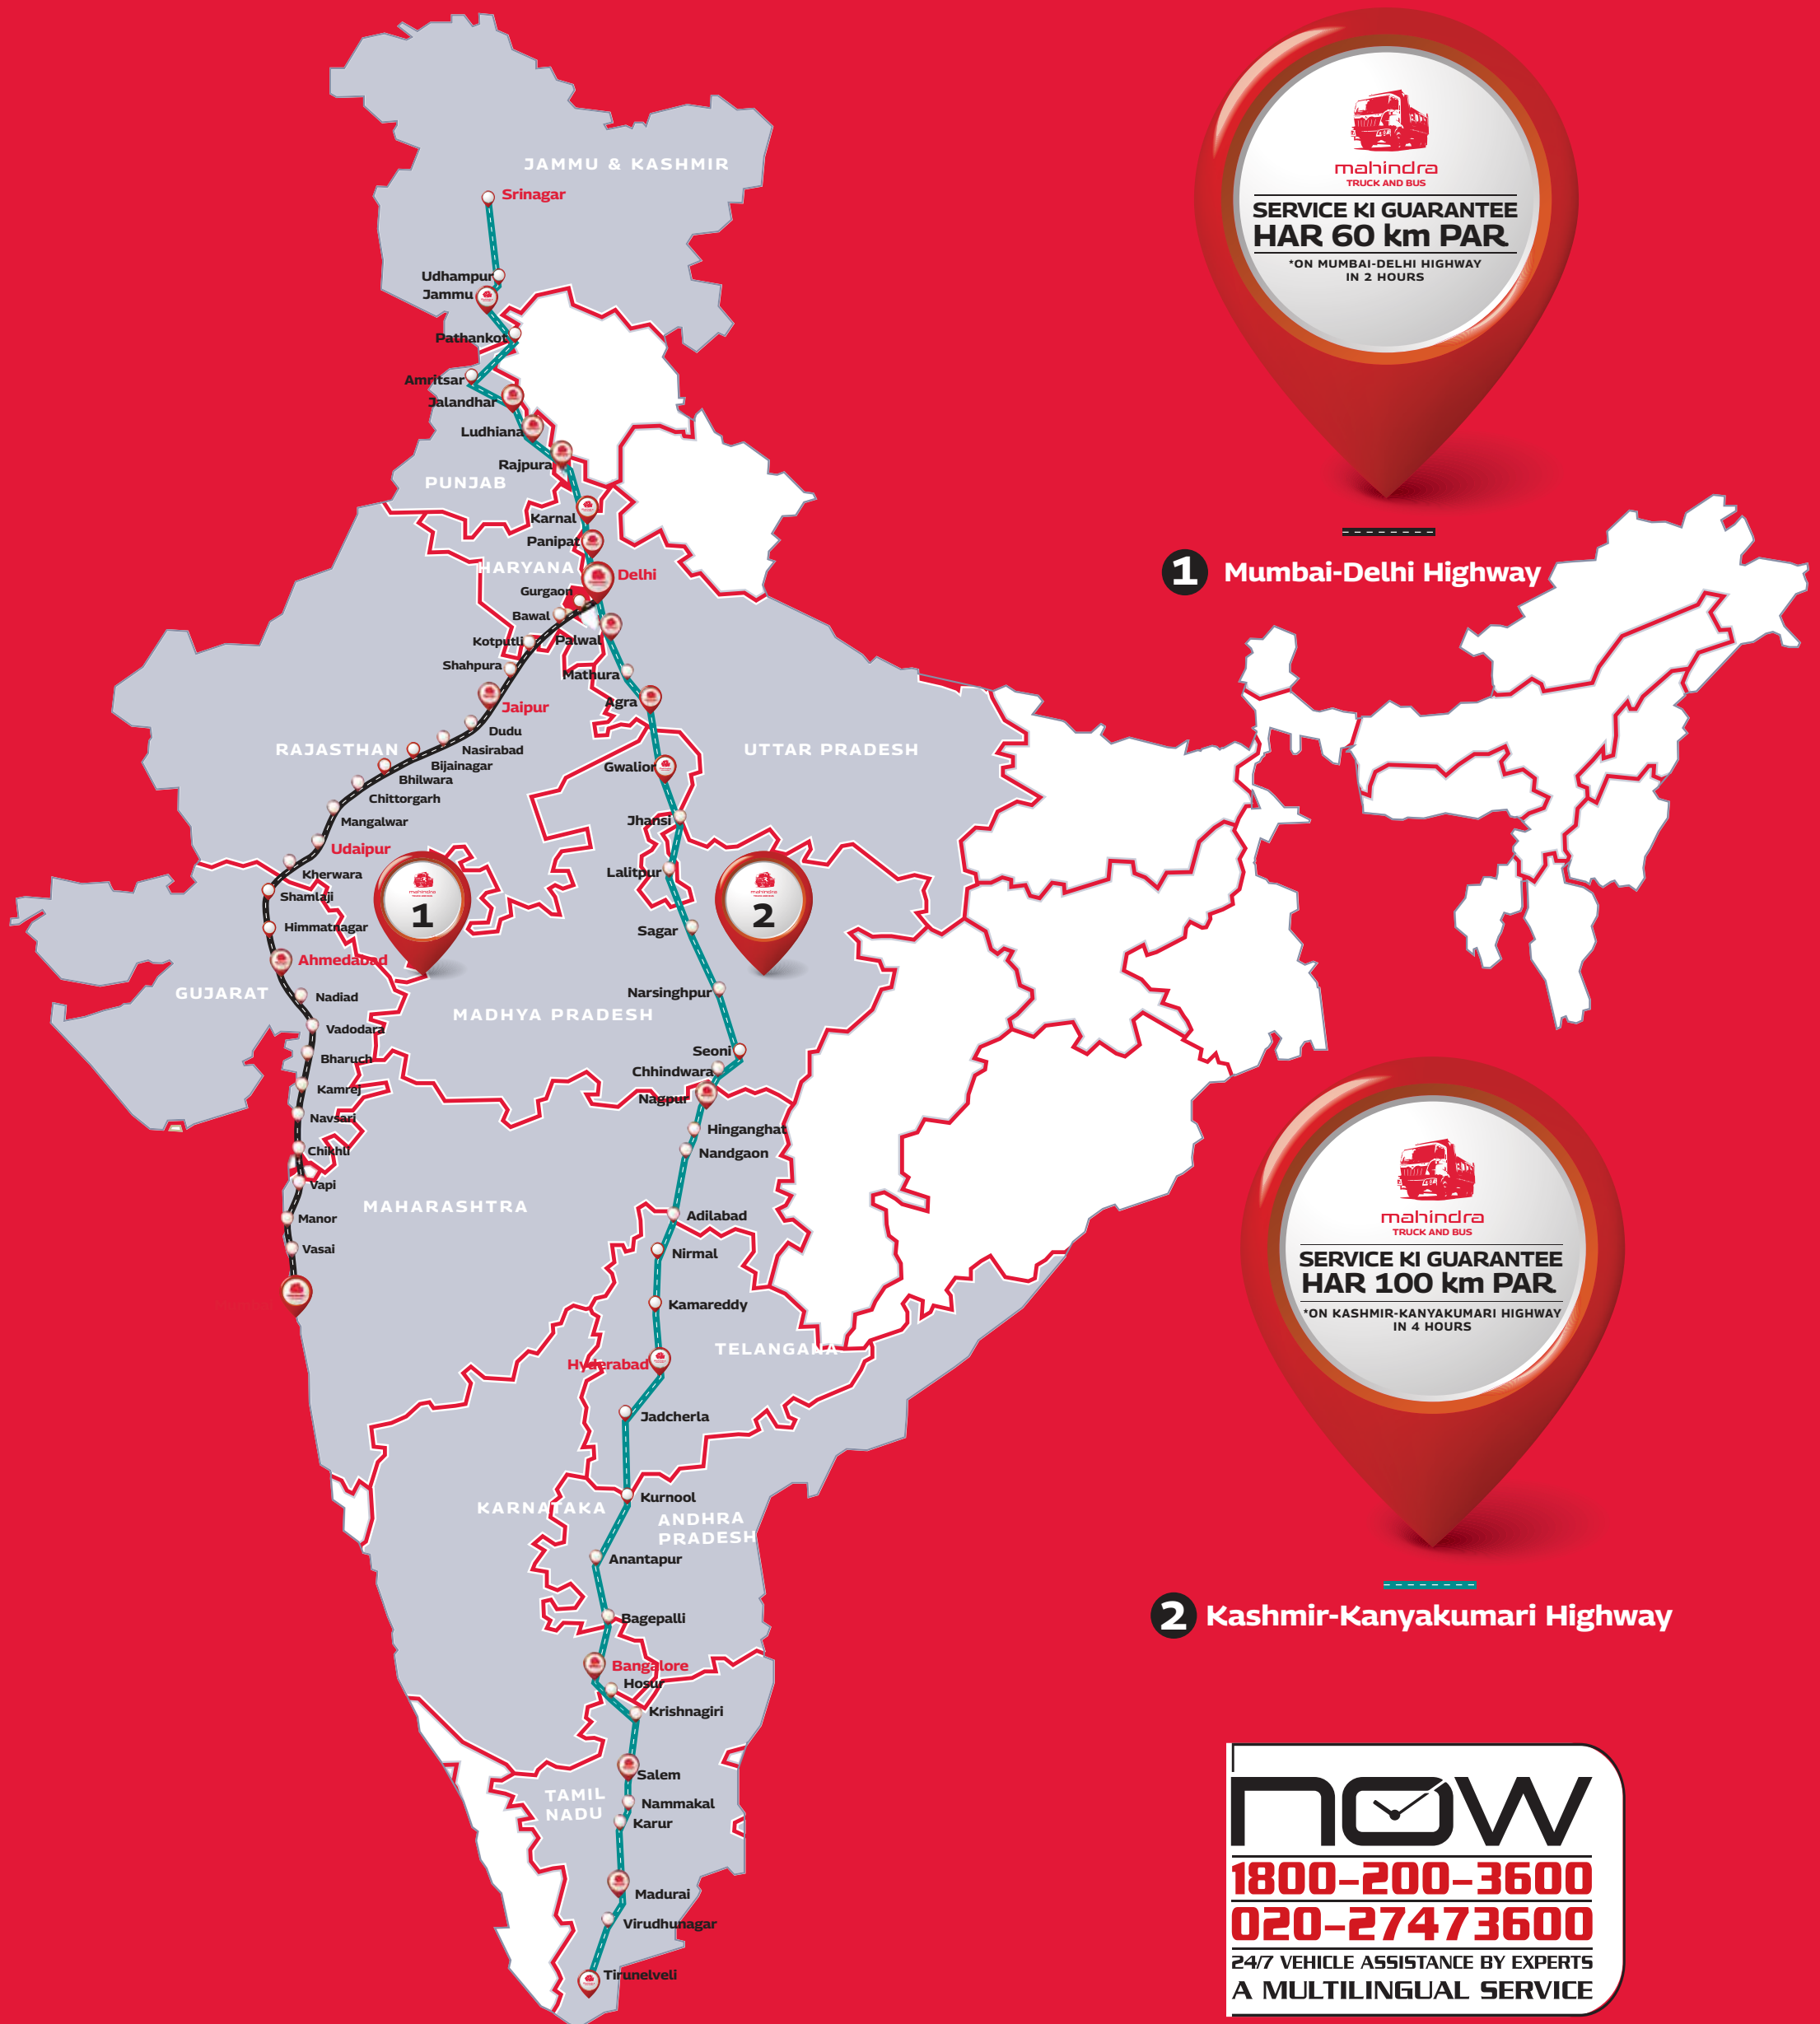 JAMMU & KASHMIR
Srinagar
Udhampur
Jammu
Pathankot
Amritsar
Jalandhar
Ludhiana
Rajpura
PUNJAB
Karnal
Panipat
HARYANA
Delhi
Gurgaon
Bawal
Kotputli
Palwal
Shahpura
Mathura
Jaipur
Agra
Dudu
RAJASTHAN
Nasirabad
UTTAR PRADESH
Bijainagar
Gwalior
Bhilwara
Chittorgarh
Mangalwar
Jhansi
Udaipur
Kherwara
Lalitpur
Shamlaji
mahindra
1
mahindra
2
Himmatnagar
Sagar
Ahmedabad
GUJARAT
Nadiad
Narsinghpur
MADHYA PRADESH
Vadodara
Bharuch
Seoni
Chhindwara
Kamrej
Nagpur
Navsari
Hinganghat
Chikhli
Nandgaon
Vapi
MAHARASHTRA
Manor
Adilabad
Vasai
Nirmal
Kamareddy
TELANGANA
Hyderabad
Jadcherla
Kurnool
KARNATAKA
ANDHRA
PRADESH
Anantapur
Bagepalli
Bangalore
Hosur
Krishnagiri
Salem
TAMIL
NADU
Nammakal
Karur
Madurai
Virudhunagar
Tirunelveli
mahindra
TRUCK AND BUS
SERVICE KI GUARANTEE
HAR 60 km PAR
*ON MUMBAI-DELHI HIGHWAY
IN 2 HOURS
1 Mumbai-Delhi Highway
mahindra
TRUCK AND BUS
SERVICE KI GUARANTEE
HAR 100 km PAR
*ON KASHMIR-KANYAKUMARI HIGHWAY
IN 4 HOURS
2 Kashmir-Kanyakumari Highway
now
1800-200-3600
020-27473600
24/7 VEHICLE ASSISTANCE BY EXPERTS
A MULTILINGUAL SERVICE